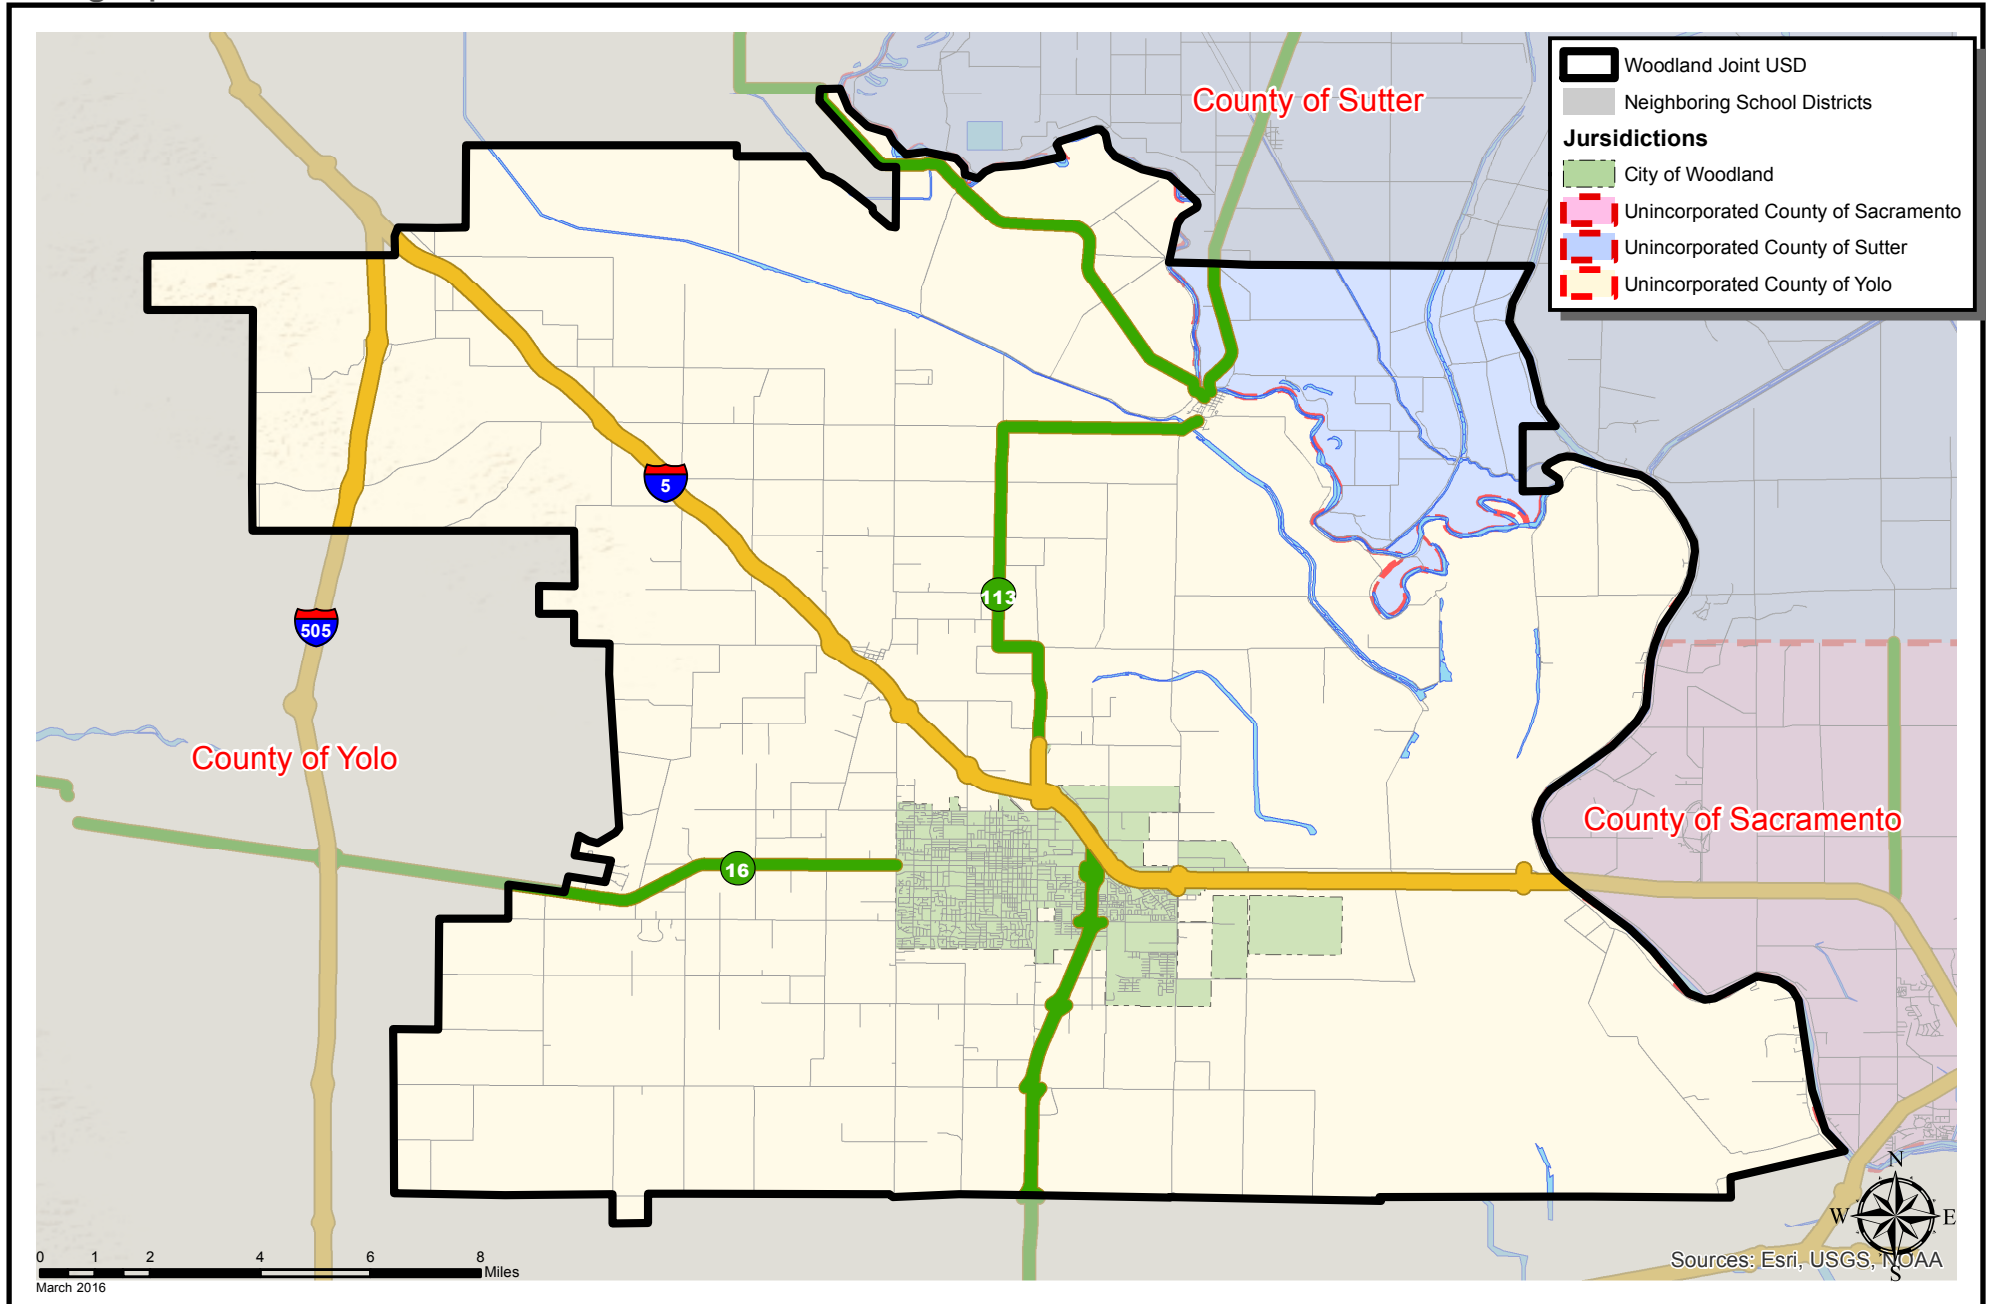 Woodland Joint USD
Neighboring School Districts
Jursidictions
City of Woodland
Unincorporated County of Sacramento
Unincorporated County of Sutter
Unincorporated County of Yolo
County of Sutter
5
113
505
County of Yolo
County of Sacramento
16
N
W E
S
0 1 2 4 6 8
Miles
March 2016
Sources: Esri, USGS, NOAA